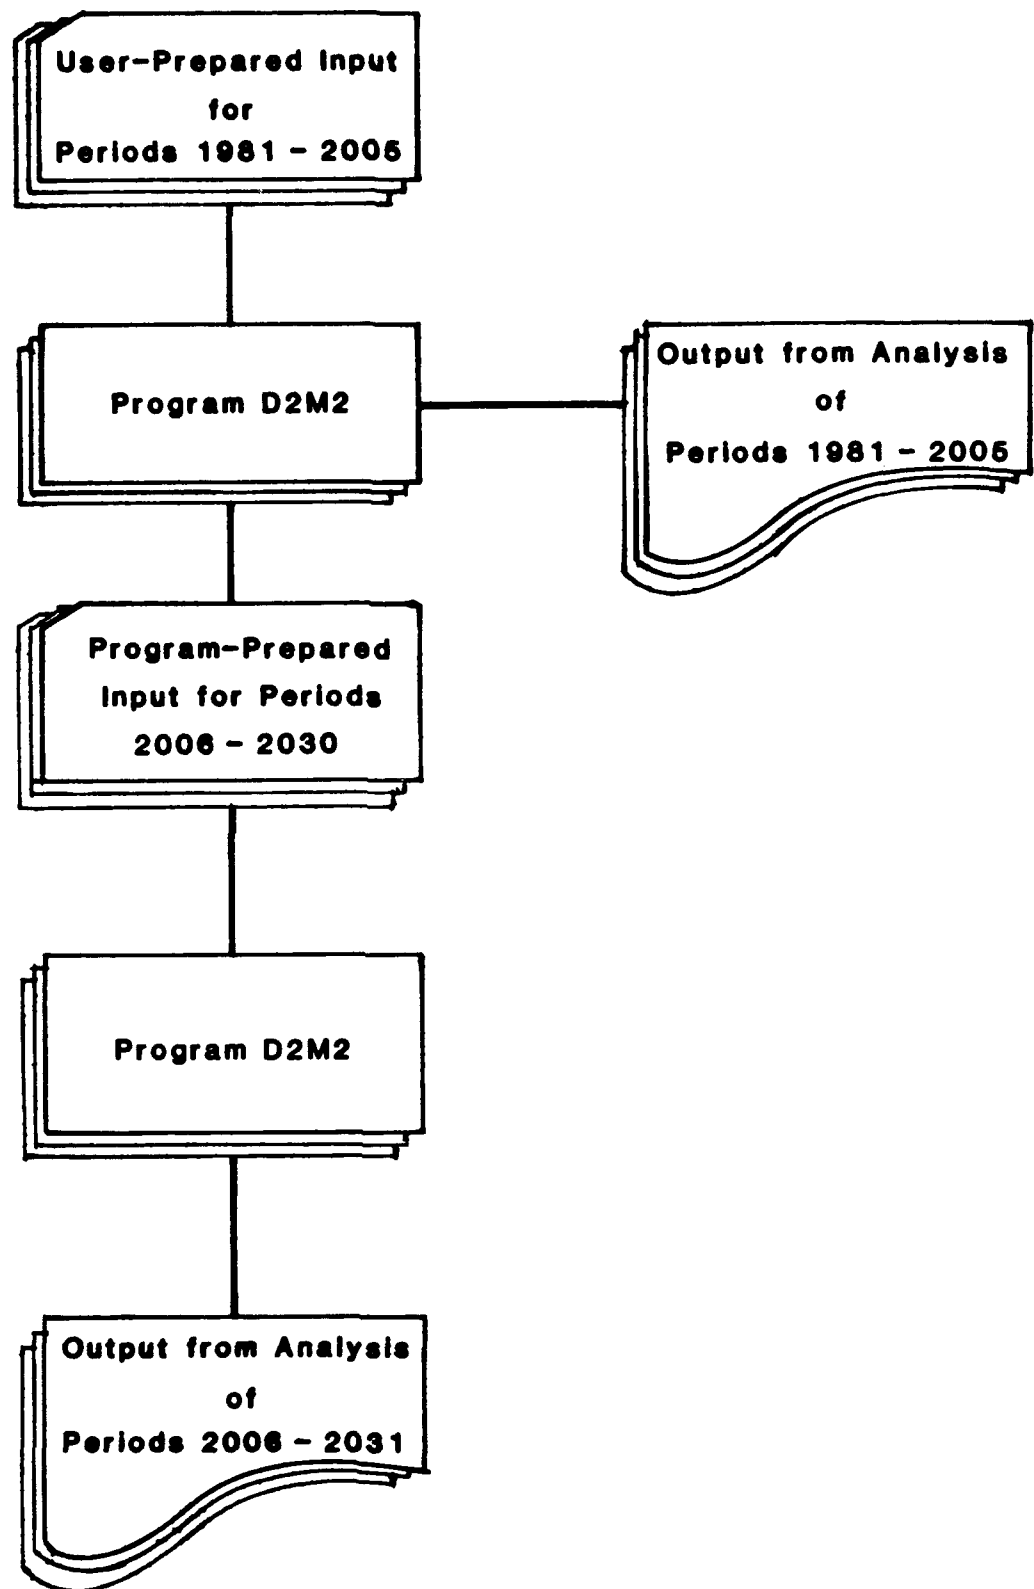 User-Prepared Input
for
Periods 1981 - 2005
Program D2M2
Output from Analysis
of
Periods 1981 - 2005
Program-Prepared
Input for Periods
2006 - 2030
Program D2M2
Output from Analysis
of
Periods 2006 - 2031